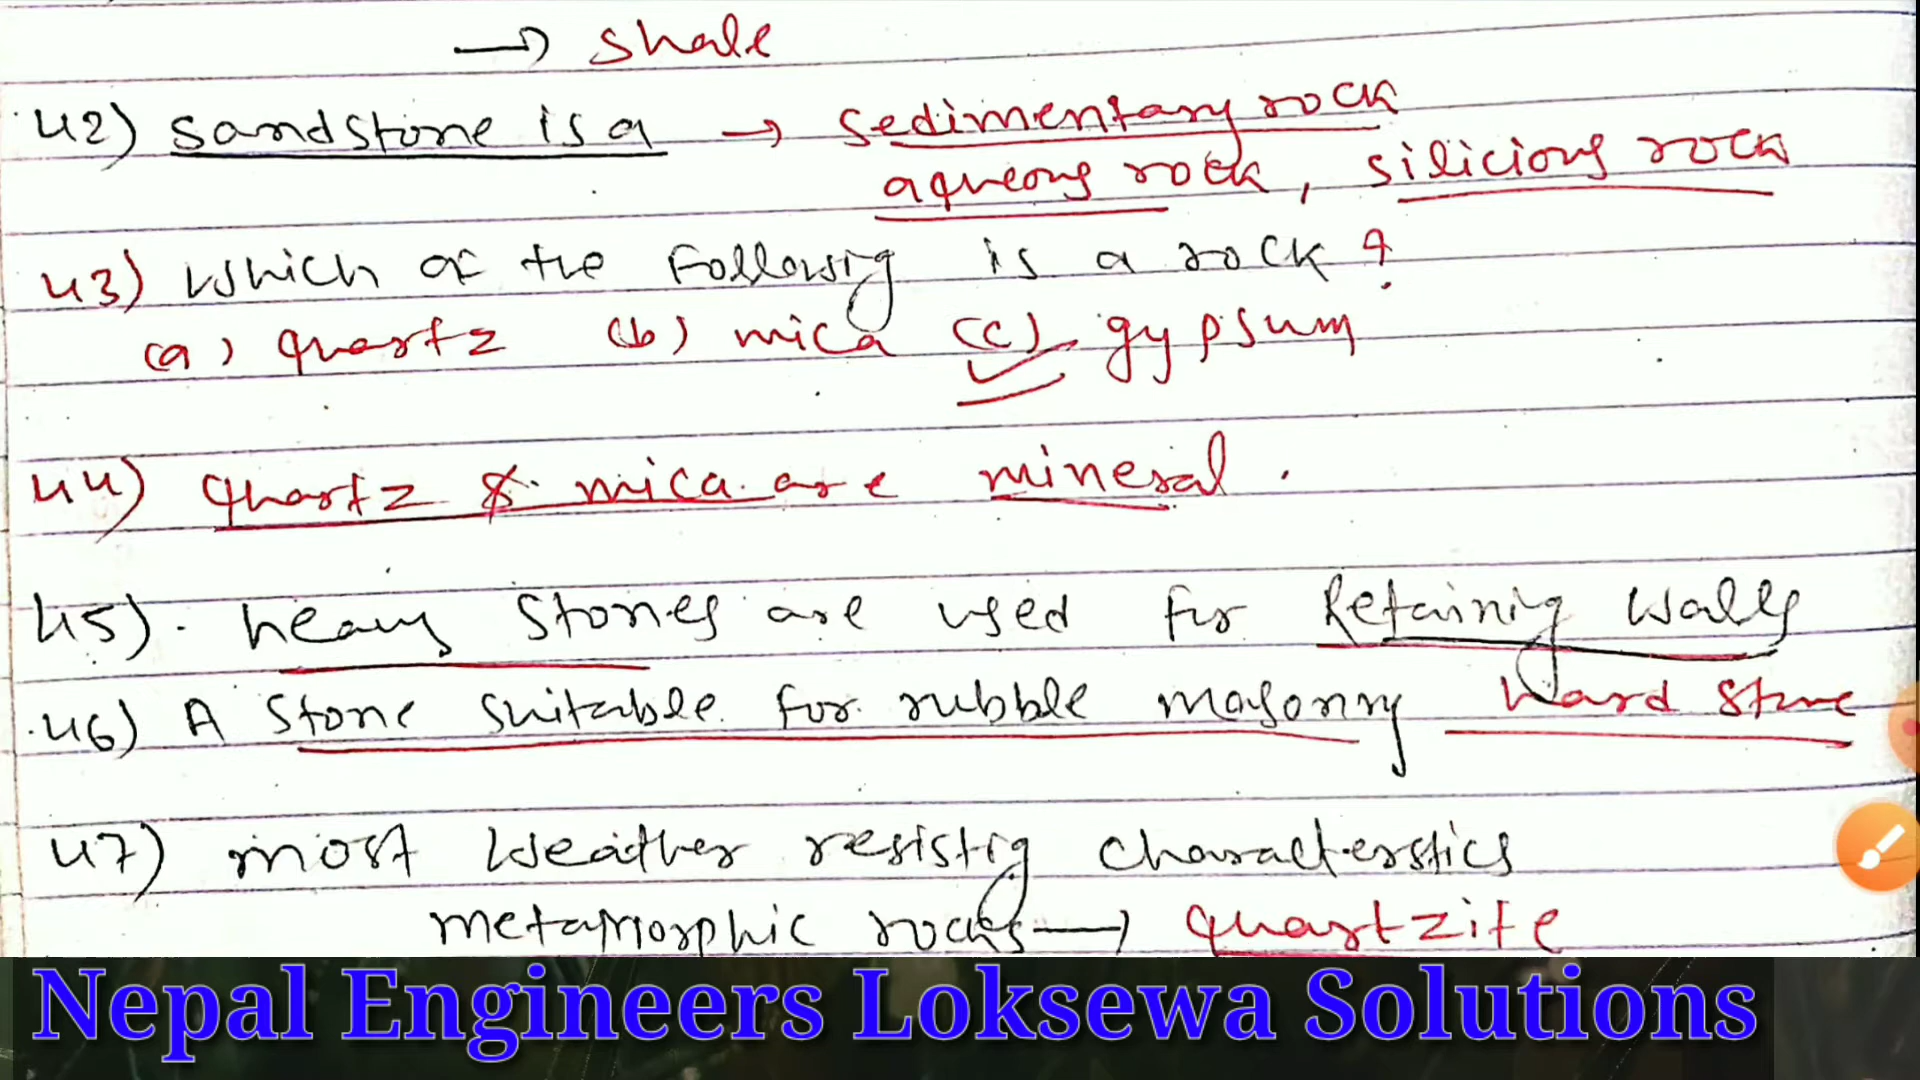 → shale
42) sandstone is a → sedimentary rock
aqueous rock, silicious rock
43) Which of the following is a rock ?
(a) quartz (b) mica (c) gypsum
44) quartz & mica are mineral.
45). heavy stones are used for Retaining walls
46) A stone suitable for rubble masonry hard stone
47) most weather resisting characterstics
metamorphic rocks → quartzite
Nepal Engineers Loksewa Solutions